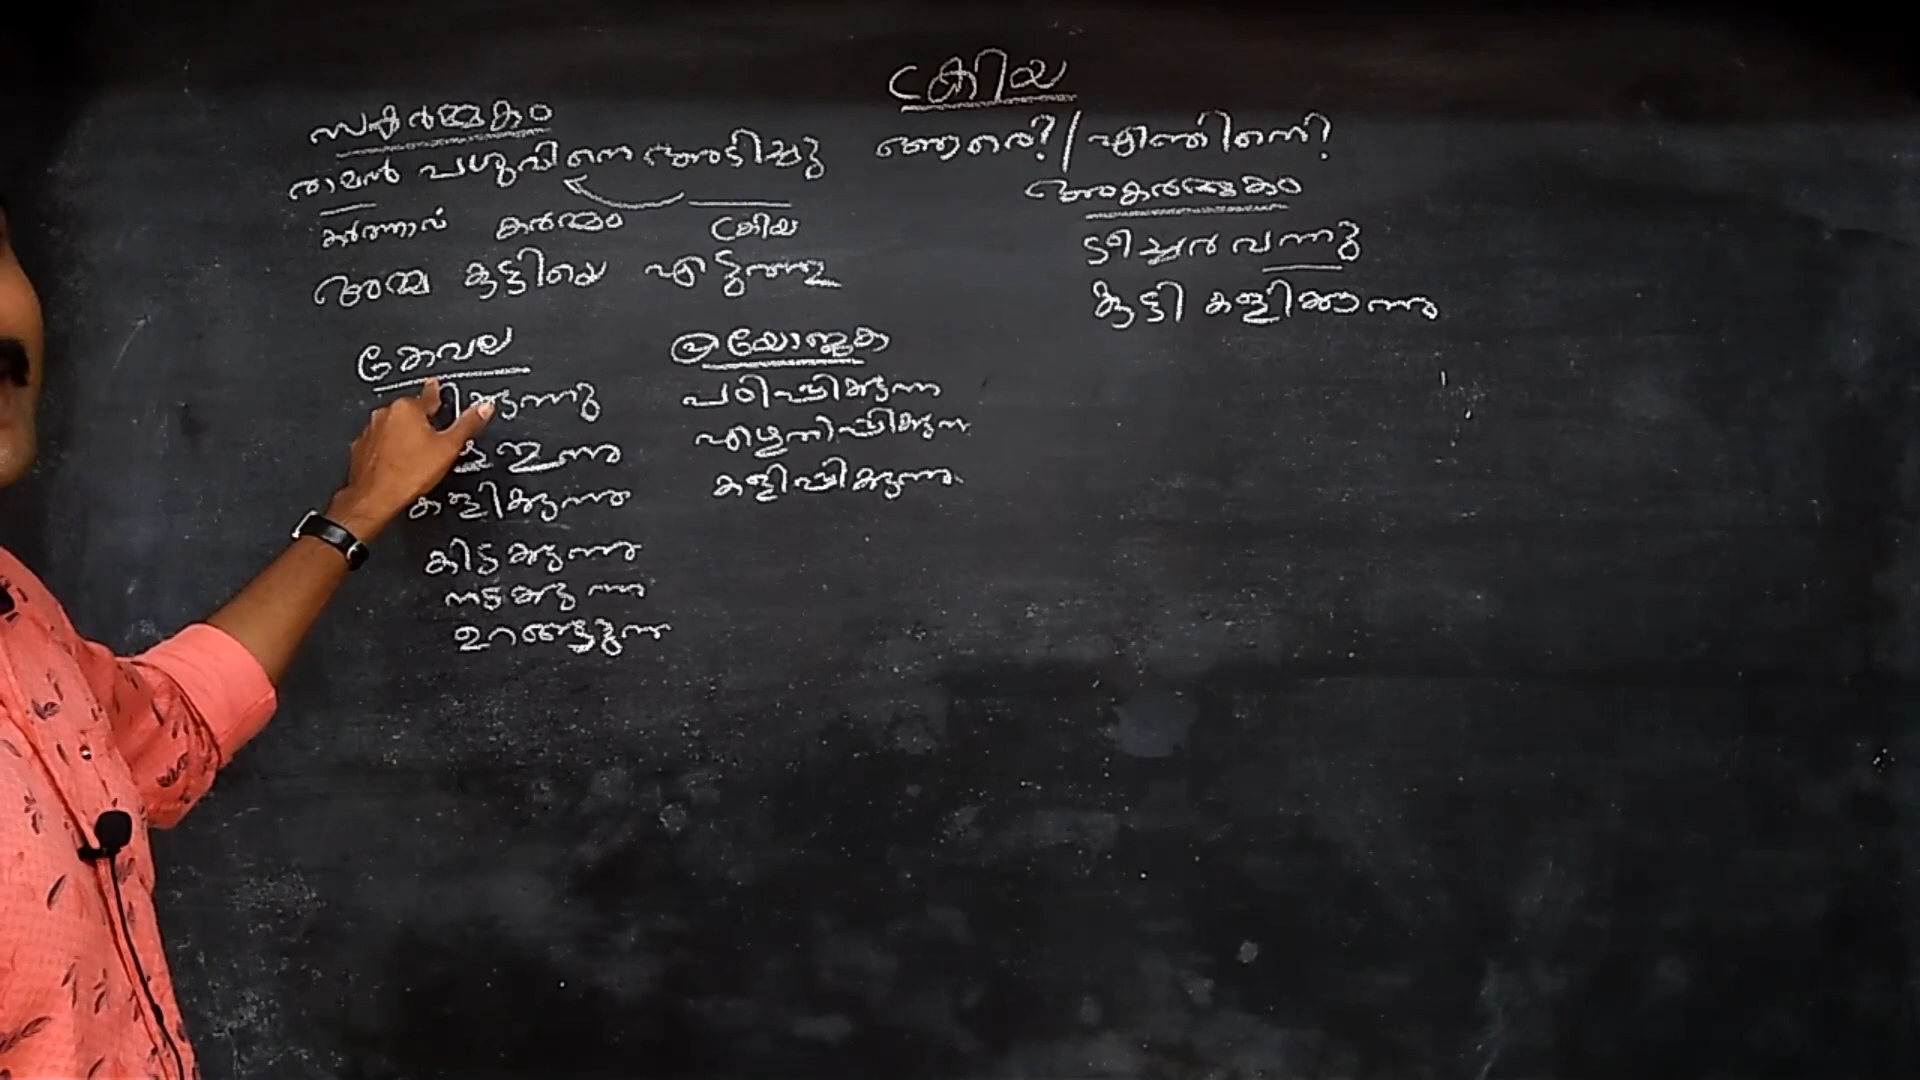 ക്രിയ
സകർമ്മകം
രാമൻ പശുവിനെ അടിച്ചു
കർത്താവ് കർമ്മം ക്രിയ
അമ്മ കുട്ടിയെ എടുത്തു
ആരെ? / എന്തിനെ?
അകർമ്മകം
ടീച്ചർ വന്നു
കുട്ടി കളിക്കുന്നു
കേവല
കളിക്കുന്നു
കിടക്കുന്നു
നടക്കുന്നു
ഉറങ്ങുന്നു
പ്രയോജക
പഠിപ്പിക്കുന്നു
എഴുതിപ്പിക്കുന്നു
കളിപ്പിക്കുന്നു